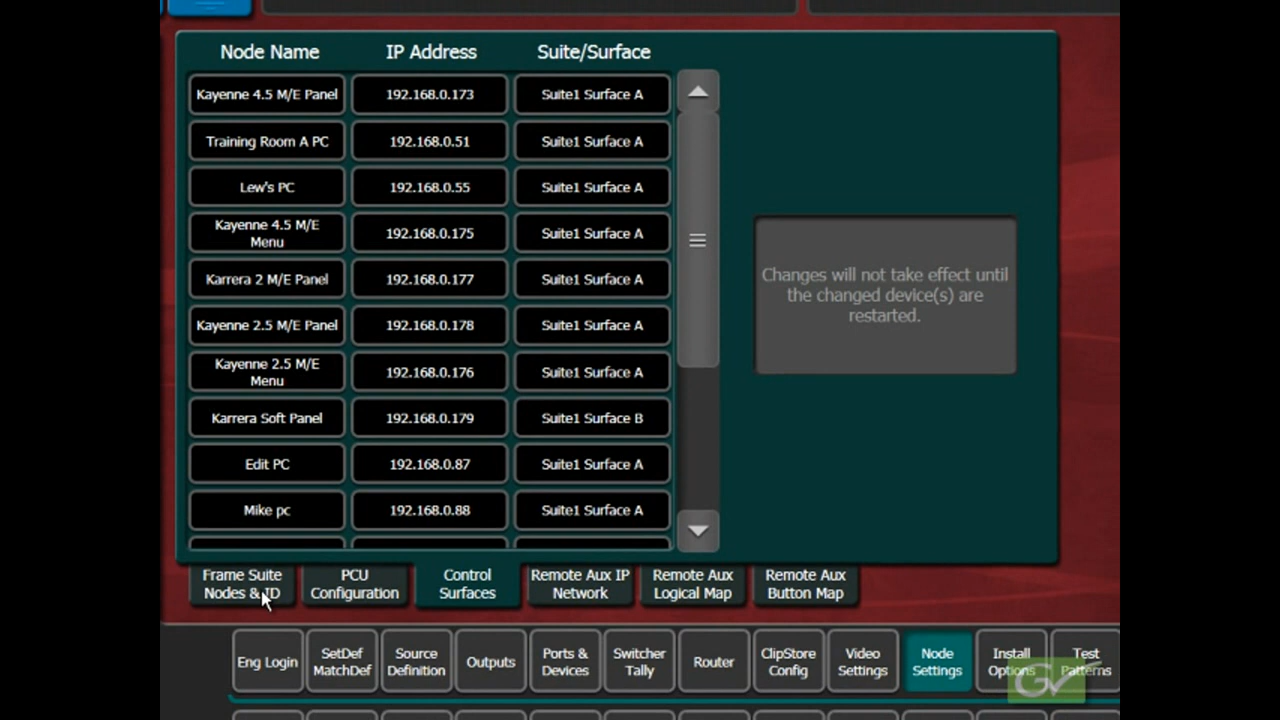 Node Name IP Address Suite/Surface
Kayenne 4.5 M/E Panel 192.168.0.173 Suite1 Surface A
Training Room A PC 192.168.0.51 Suite1 Surface A
Lew's PC 192.168.0.55 Suite1 Surface A
Kayenne 4.5 M/E
Menu
192.168.0.175 Suite1 Surface A
Karrera 2 M/E Panel 192.168.0.177 Suite1 Surface A
Kayenne 2.5 M/E Panel 192.168.0.178 Suite1 Surface A
Kayenne 2.5 M/E
Menu
192.168.0.176 Suite1 Surface A
Karrera Soft Panel 192.168.0.179 Suite1 Surface B
Edit PC 192.168.0.87 Suite1 Surface A
Mike pc 192.168.0.88 Suite1 Surface A
Changes will not take effect until
the changed device(s) are
restarted.
Frame Suite
Nodes & ID
PCU
Configuration
Control
Surfaces
Remote Aux IP
Network
Remote Aux
Logical Map
Remote Aux
Button Map
Eng Login
SetDef
MatchDef
Source
Definition
Outputs
Ports &
Devices
Switcher
Tally
Router
ClipStore
Config
Video
Settings
Node
Settings
Install
Options
Test
Patterns
GV